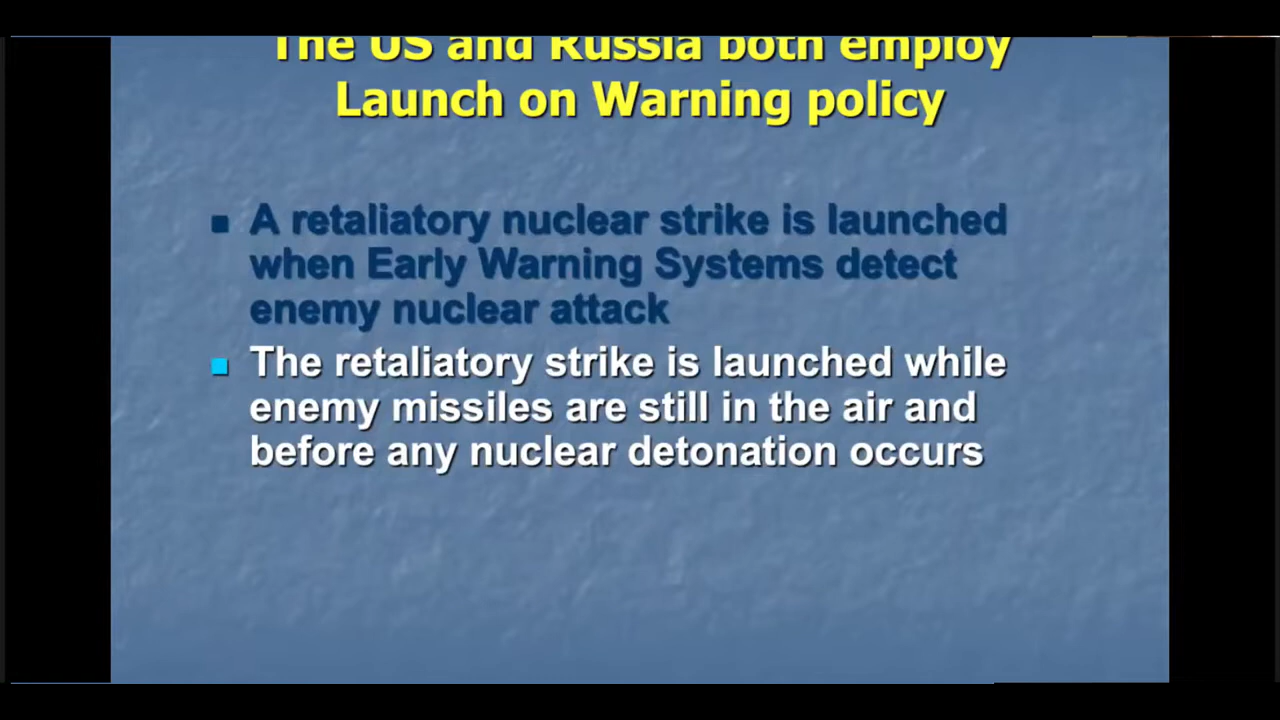 The US and Russia both employ
Launch on Warning policy
A retaliatory nuclear strike is launched
when Early Warning Systems detect
enemy nuclear attack
The retaliatory strike is launched while
enemy missiles are still in the air and
before any nuclear detonation occurs